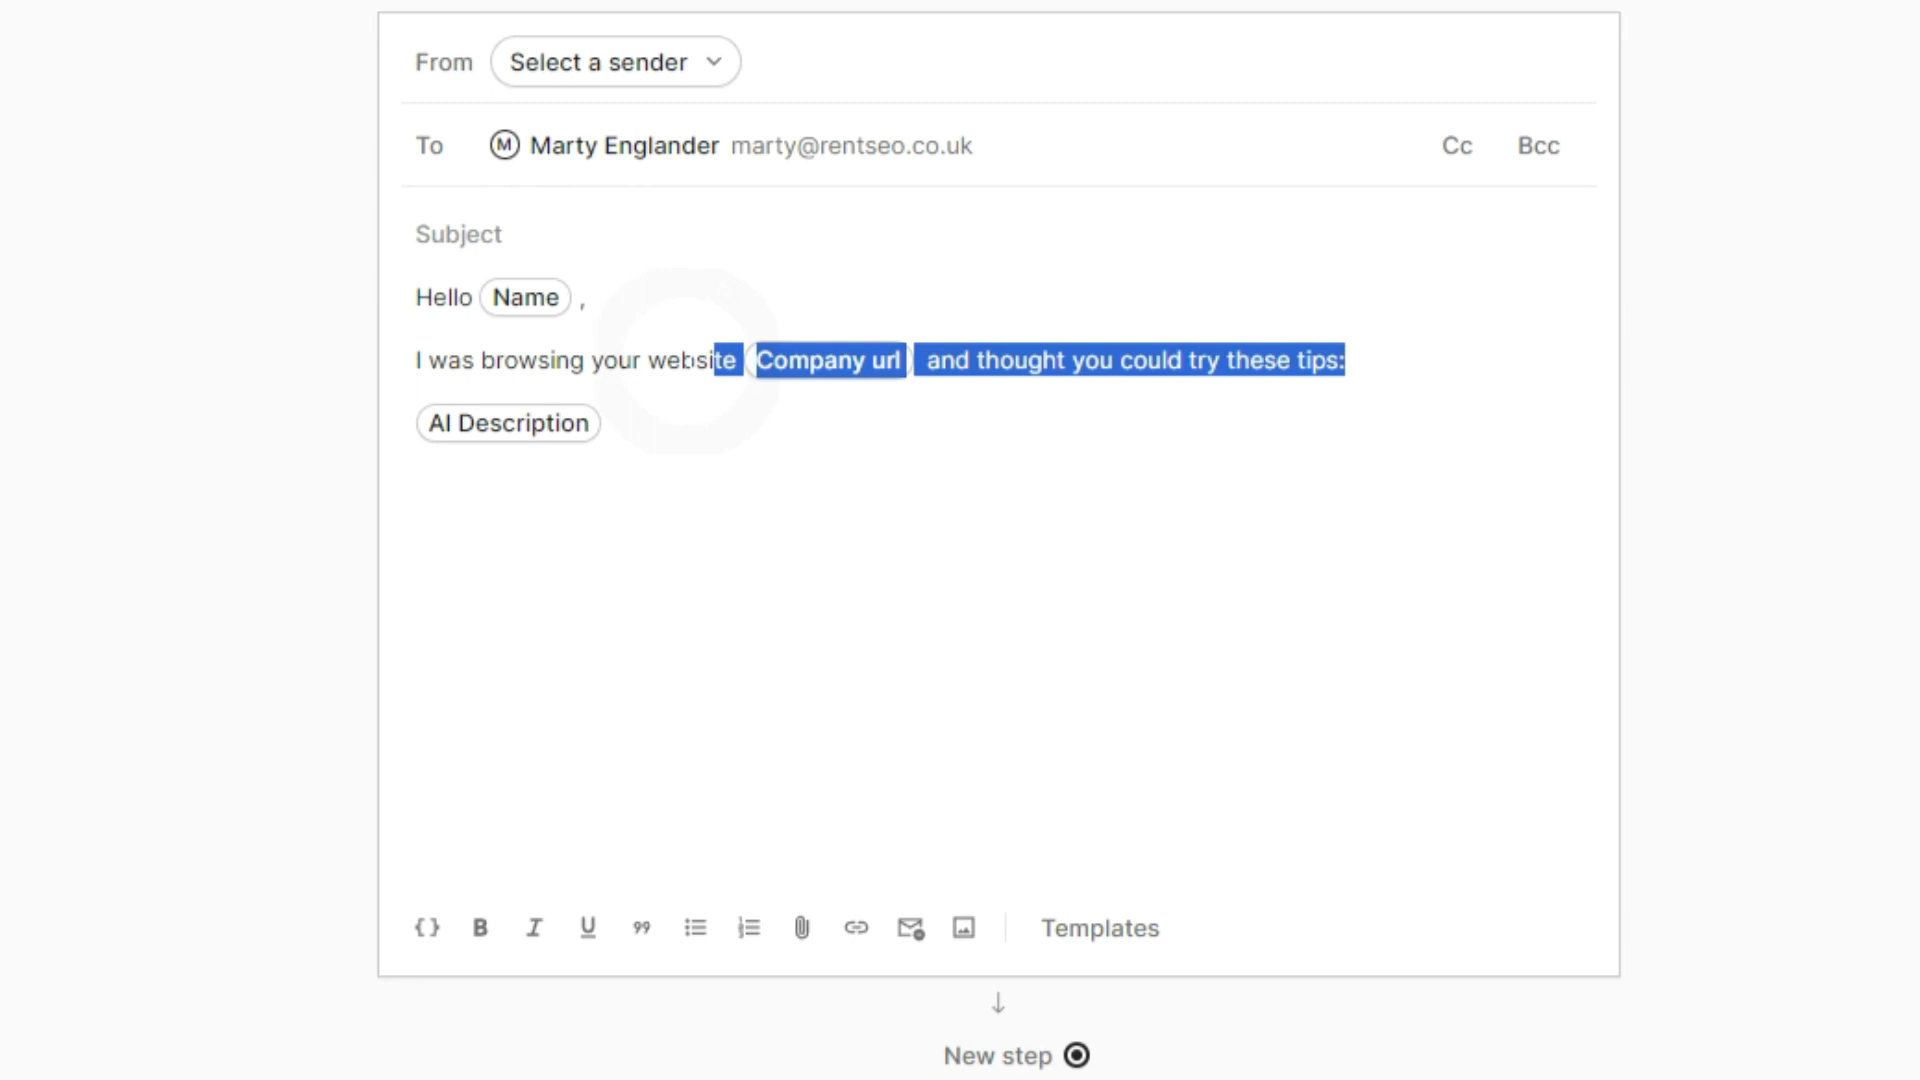 From Select a sender
To M Marty Englander marty@rentseo.co.uk Cc Bcc
Subject
Hello Name ,
I was browsing your website Company url and thought you could try these tips:
AI Description
{} B I U 99 Templates
New step